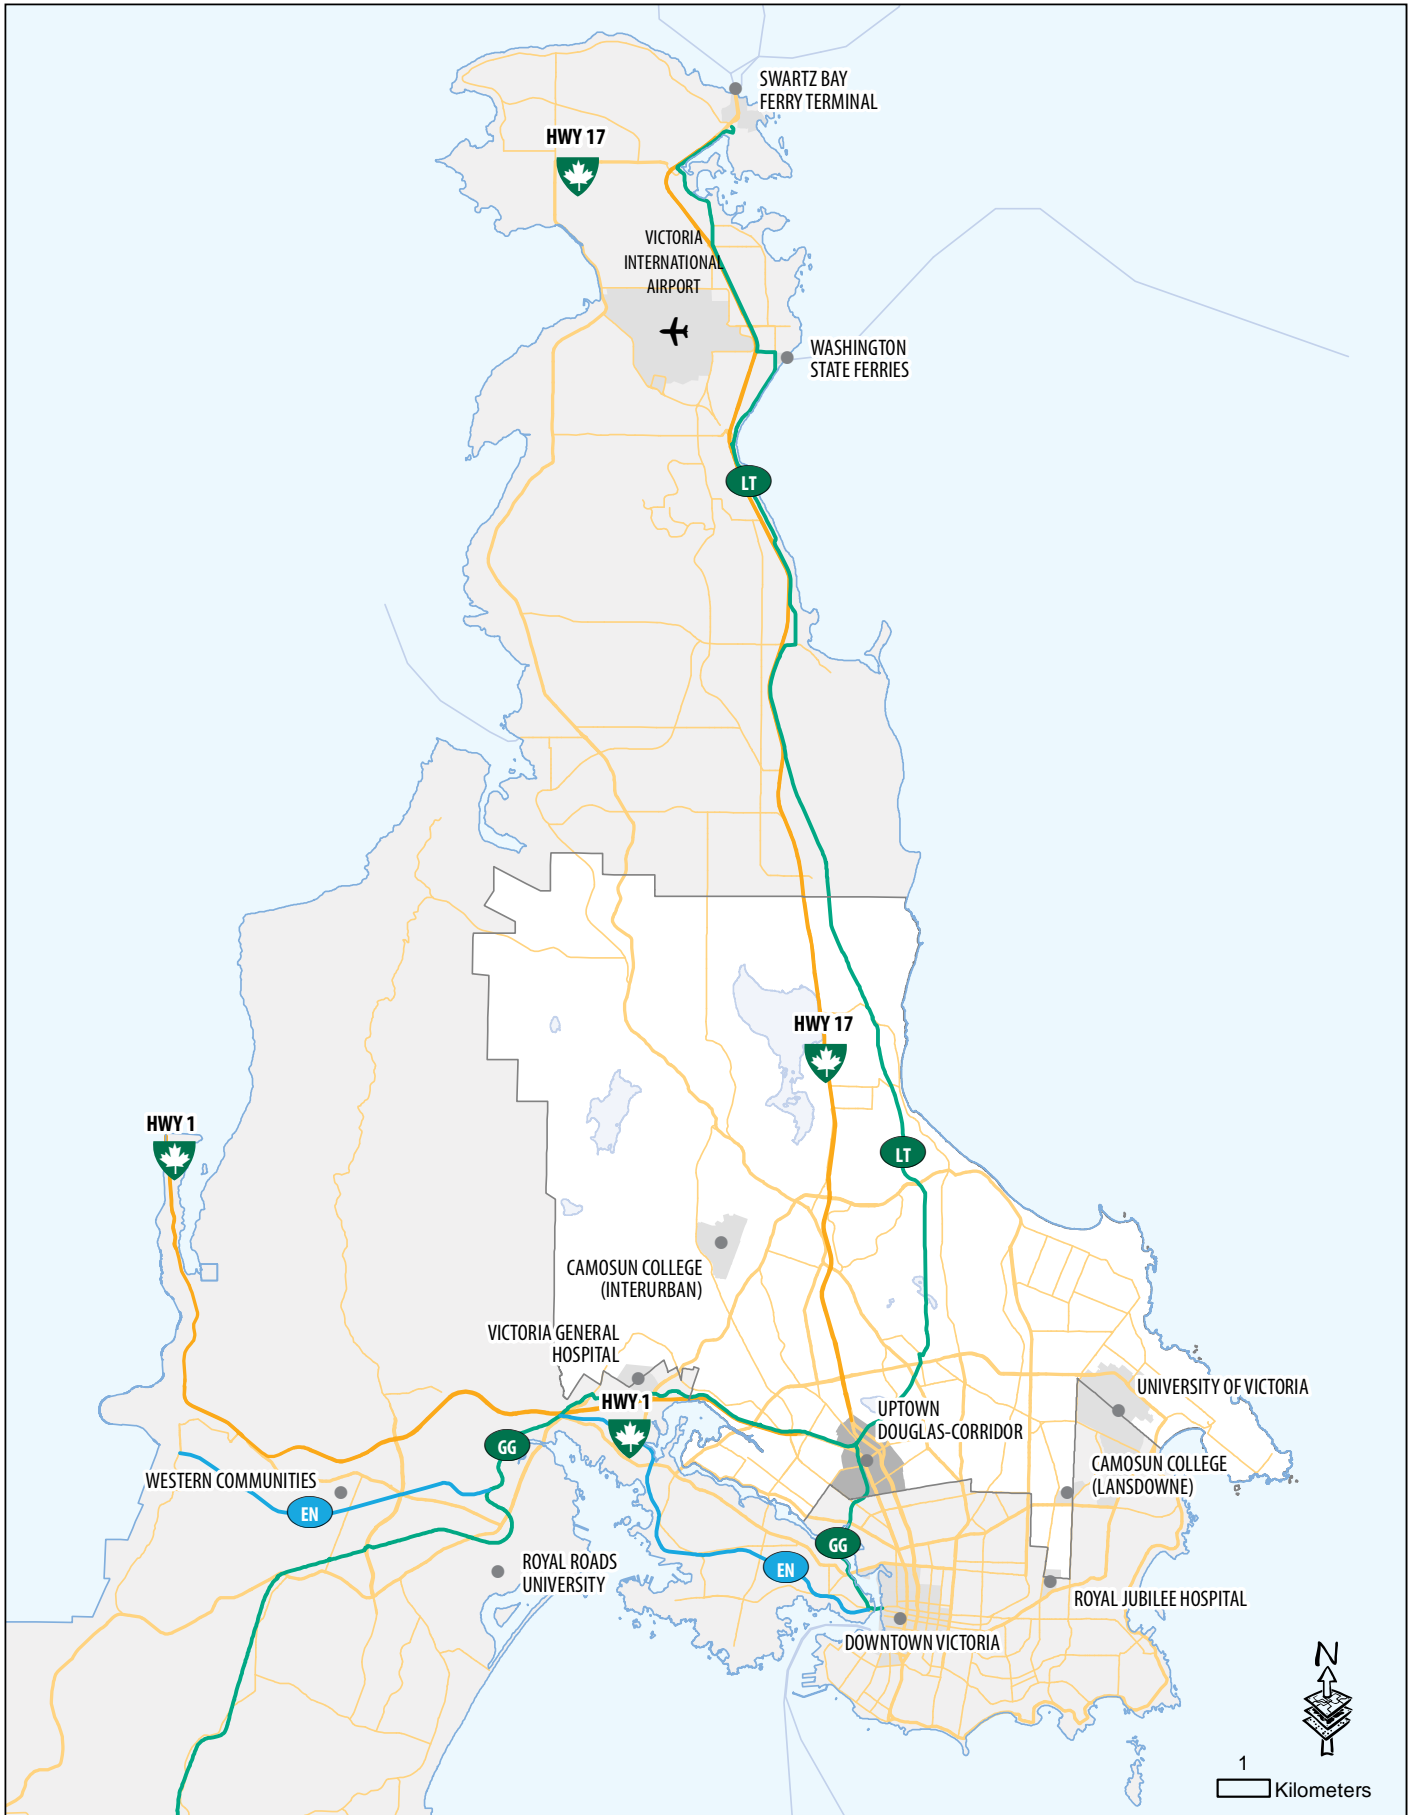 SWARTZ BAY
FERRY TERMINAL
HWY 17
VICTORIA
INTERNATIONAL
AIRPORT
WASHINGTON
STATE FERRIES
LT
HWY 17
HWY 1
LT
CAMOSUN COLLEGE
(INTERURBAN)
VICTORIA GENERAL
HOSPITAL
UNIVERSITY OF VICTORIA
HWY 1
UPTOWN
DOUGLAS-CORRIDOR
GG
CAMOSUN COLLEGE
(LANSDOWNE)
WESTERN COMMUNITIES
EN
GG
EN
ROYAL ROADS
UNIVERSITY
ROYAL JUBILEE HOSPITAL
DOWNTOWN VICTORIA
N
1
Kilometers